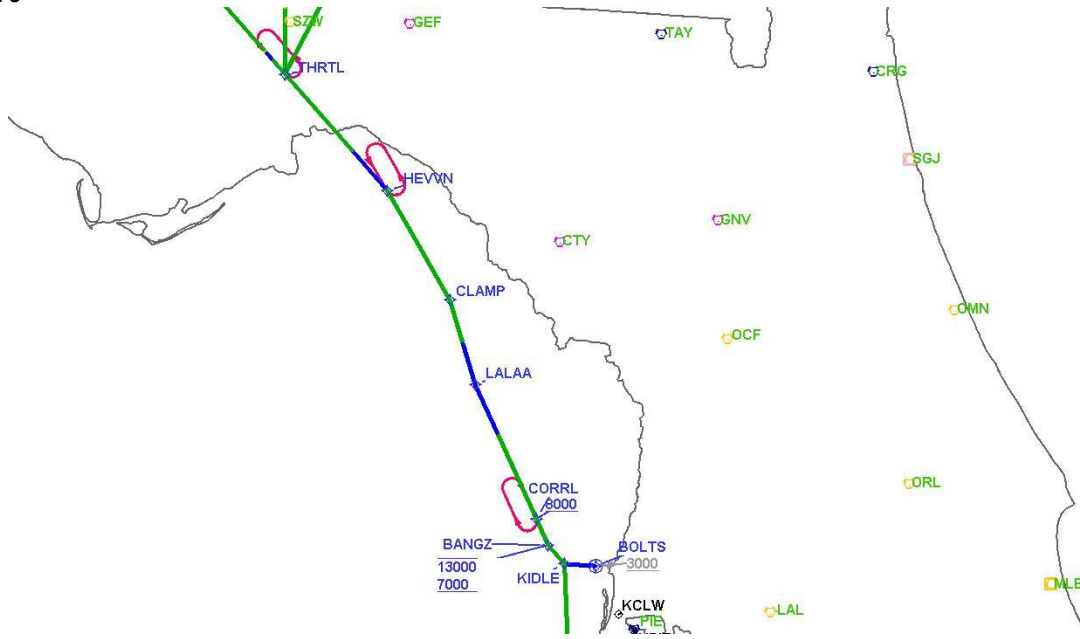 SZW
GEF
TAY
THRTL
CRG
SGJ
HEVVN
GNV
CTY
CLAMP
OMN
OCF
LALAA
ORL
CORRL
8000
BANGZ
BOLTS
13000
3000
7000
KIDLE
MLB
KCLW
LAL
PIE